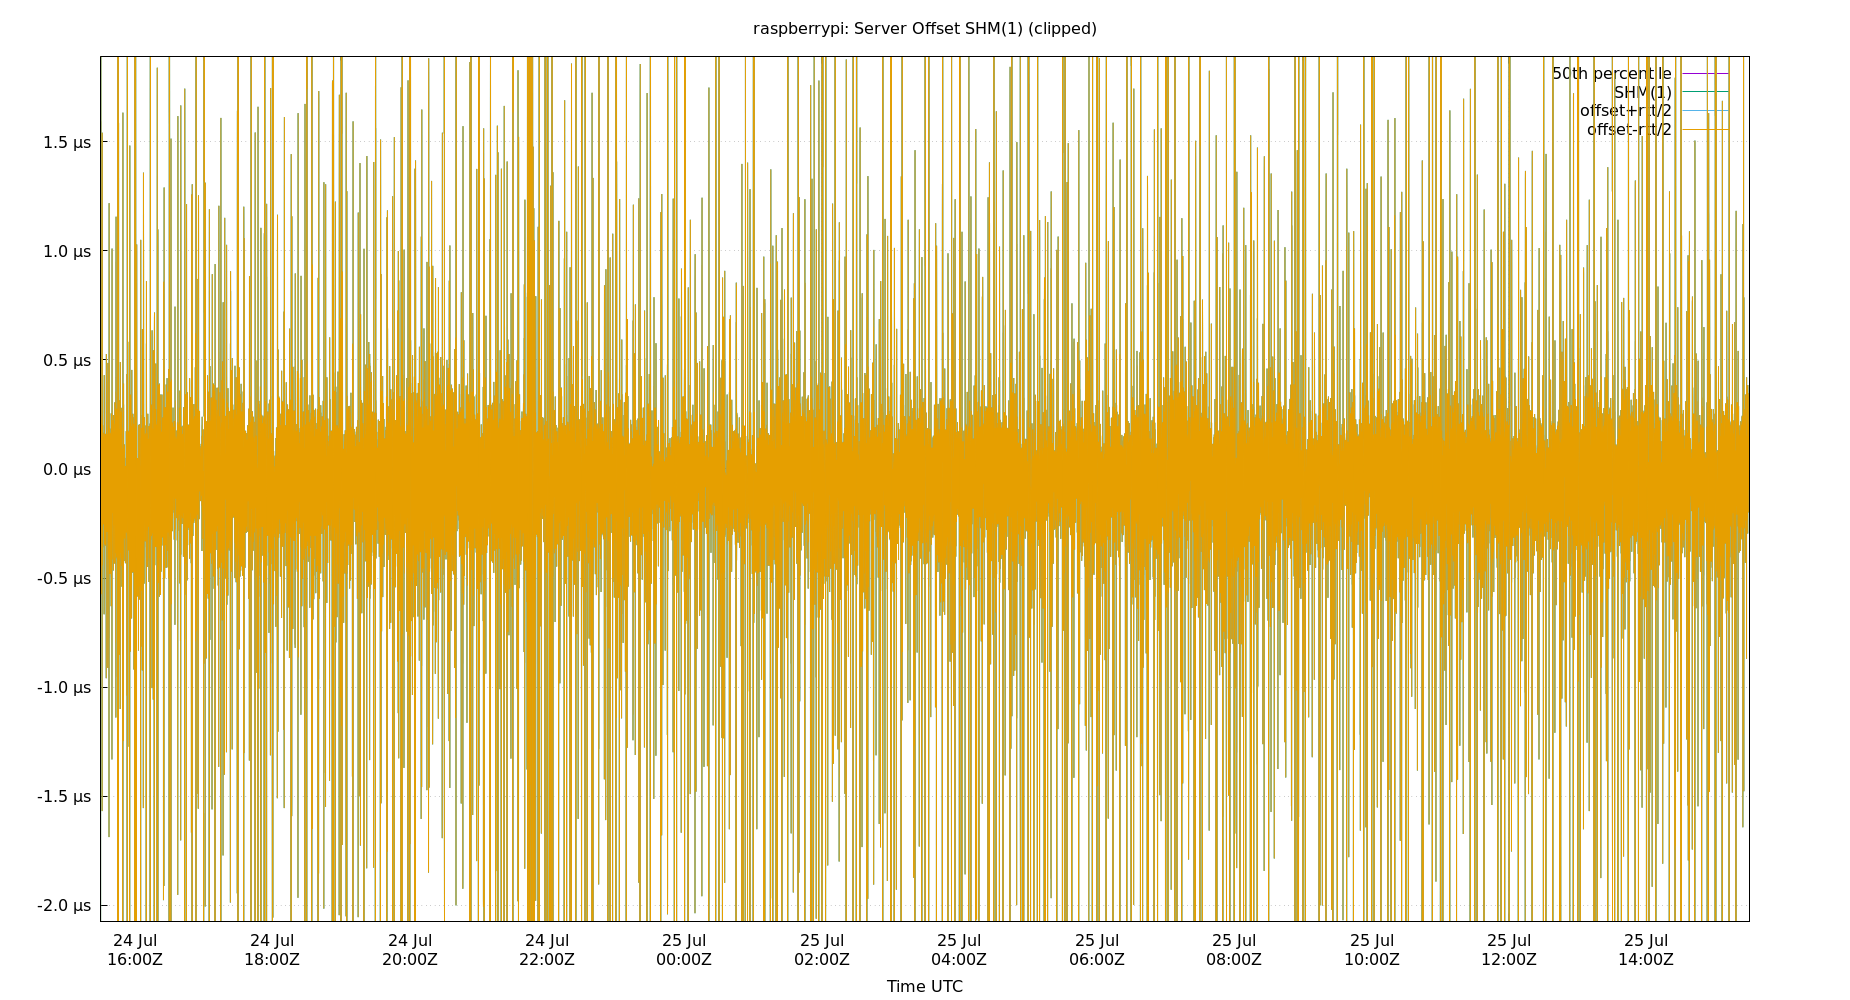 raspberrypi: Server Offset SHM(1) (clipped)
50th percentile
SHM(1)
offset+rtt/2
offset-rtt/2
1.5 µs
1.0 µs
0.5 µs
0.0 µs
-0.5 µs
-1.0 µs
-1.5 µs
-2.0 µs
24 Jul 24 Jul 24 Jul 24 Jul 25 Jul 25 Jul 25 Jul 25 Jul 25 Jul 25 Jul 25 Jul 25 Jul
16:00Z 18:00Z 20:00Z 22:00Z 00:00Z 02:00Z 04:00Z 06:00Z 08:00Z 10:00Z 12:00Z 14:00Z
Time UTC